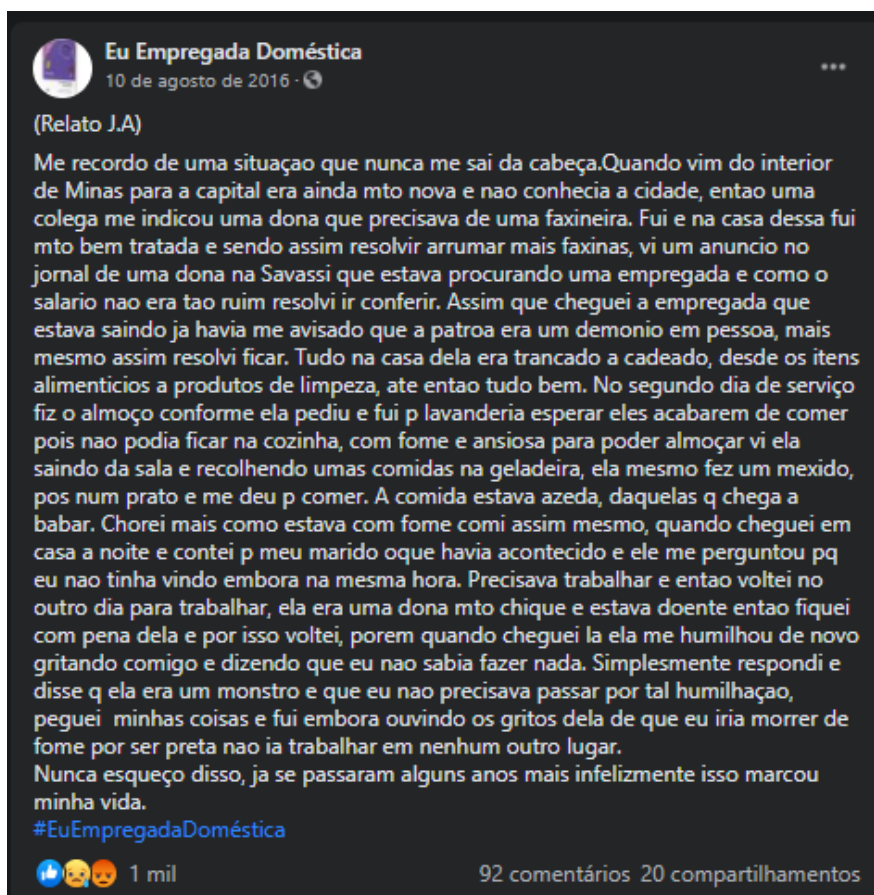 Eu Empregada Doméstica
10 de agosto de 2016 ·
(Relato J.A)
Me recordo de uma situaçao que nunca me sai da cabeça.Quando vim do interior
de Minas para a capital era ainda mto nova e nao conhecia a cidade, entao uma
colega me indicou uma dona que precisava de uma faxineira. Fui e na casa dessa fui
mto bem tratada e sendo assim resolvir arrumar mais faxinas, vi um anuncio no
jornal de uma dona na Savassi que estava procurando uma empregada e como o
salario nao era tao ruim resolvi ir conferir. Assim que cheguei a empregada que
estava saindo ja havia me avisado que a patroa era um demonio em pessoa, mais
mesmo assim resolvi ficar. Tudo na casa dela era trancado a cadeado, desde os itens
alimenticios a produtos de limpeza, ate entao tudo bem. No segundo dia de serviço
fiz o almoço conforme ela pediu e fui p lavanderia esperar eles acabarem de comer
pois nao podia ficar na cozinha, com fome e ansiosa para poder almoçar vi ela
saindo da sala e recolhendo umas comidas na geladeira, ela mesmo fez um mexido,
pos num prato e me deu p comer. A comida estava azeda, daquelas q chega a
babar. Chorei mais como estava com fome comi assim mesmo, quando cheguei em
casa a noite e contei p meu marido oque havia acontecido e ele me perguntou pq
eu nao tinha vindo embora na mesma hora. Precisava trabalhar e entao voltei no
outro dia para trabalhar, ela era uma dona mto chique e estava doente entao fiquei
com pena dela e por isso voltei, porem quando cheguei la ela me humilhou de novo
gritando comigo e dizendo que eu nao sabia fazer nada. Simplesmente respondi e
disse q ela era um monstro e que eu nao precisava passar por tal humilhaçao,
peguei  minhas coisas e fui embora ouvindo os gritos dela de que eu iria morrer de
fome por ser preta nao ia trabalhar em nenhum outro lugar.
Nunca esqueço disso, ja se passaram alguns anos mais infelizmente isso marcou
minha vida.
#EuEmpregadaDoméstica
1 mil 92 comentários 20 compartilhamentos